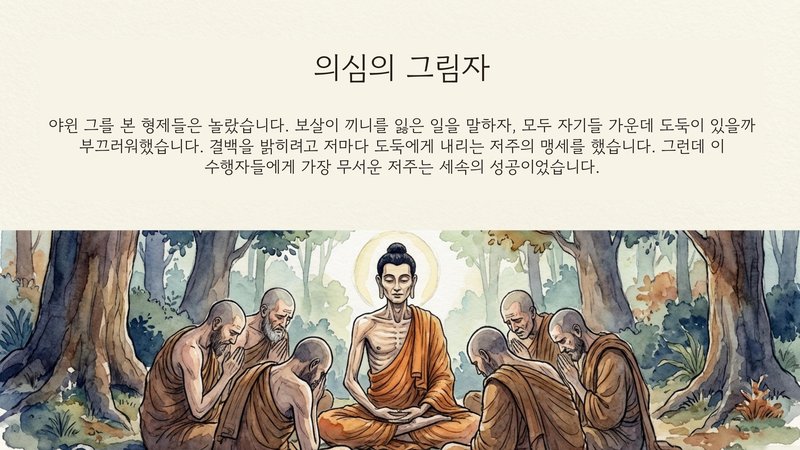 의심의 그림자
야윈 그를 본 형제들은 놀랐습니다. 보살이 끼니를 잃은 일을 말하자, 모두 자기들 가운데 도둑이 있을까
부끄러워했습니다. 결백을 밝히려고 저마다 도둑에게 내리는 저주의 맹세를 했습니다. 그런데 이
수행자들에게 가장 무서운 저주는 세속의 성공이었습니다.